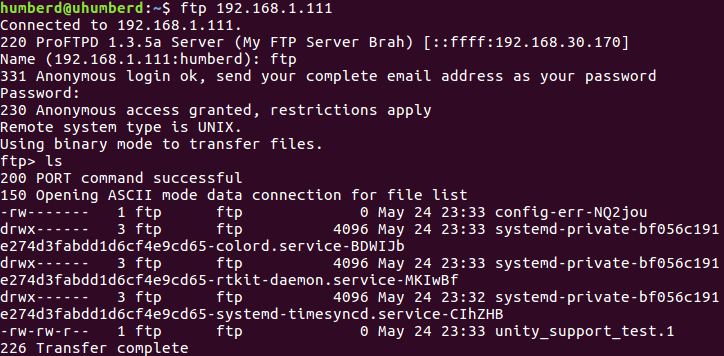 humberd@uhumberd:~$ ftp 192.168.1.111
Connected to 192.168.1.111.
220 ProFTPD 1.3.5a Server (My FTP Server Brah) [::ffff:192.168.30.170]
Name (192.168.1.111:humberd): ftp
331 Anonymous login ok, send your complete email address as your password
Password:
230 Anonymous access granted, restrictions apply
Remote system type is UNIX.
Using binary mode to transfer files.
ftp> ls
200 PORT command successful
150 Opening ASCII mode data connection for file list
-rw-------   1 ftp      ftp             0 May 24 23:33 config-err-NQ2jou
drwx------   3 ftp      ftp          4096 May 24 23:33 systemd-private-bf056c191
e274d3fabdd1d6cf4e9cd65-colord.service-BDWIJb
drwx------   3 ftp      ftp          4096 May 24 23:33 systemd-private-bf056c191
e274d3fabdd1d6cf4e9cd65-rtkit-daemon.service-MKIwBf
drwx------   3 ftp      ftp          4096 May 24 23:32 systemd-private-bf056c191
e274d3fabdd1d6cf4e9cd65-systemd-timesyncd.service-CIhZHB
-rw-rw-r--   1 ftp      ftp             0 May 24 23:33 unity_support_test.1
226 Transfer complete